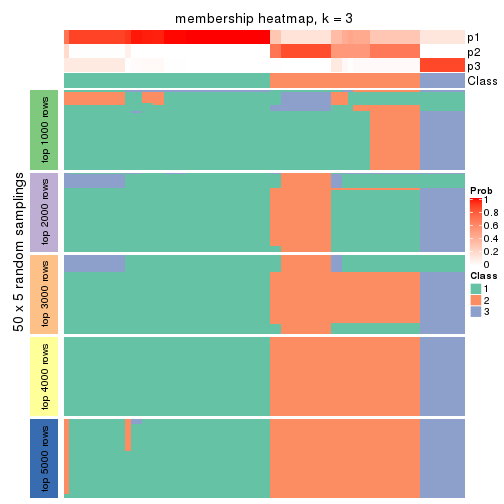 membership heatmap, k = 3
p1
p2
p3
Class
50 x 5 random samplings
top 1000 rows
top 2000 rows
top 3000 rows
top 4000 rows
top 5000 rows
Prob
1
0.8
0.6
0.4
0.2
0
Class
1
2
3